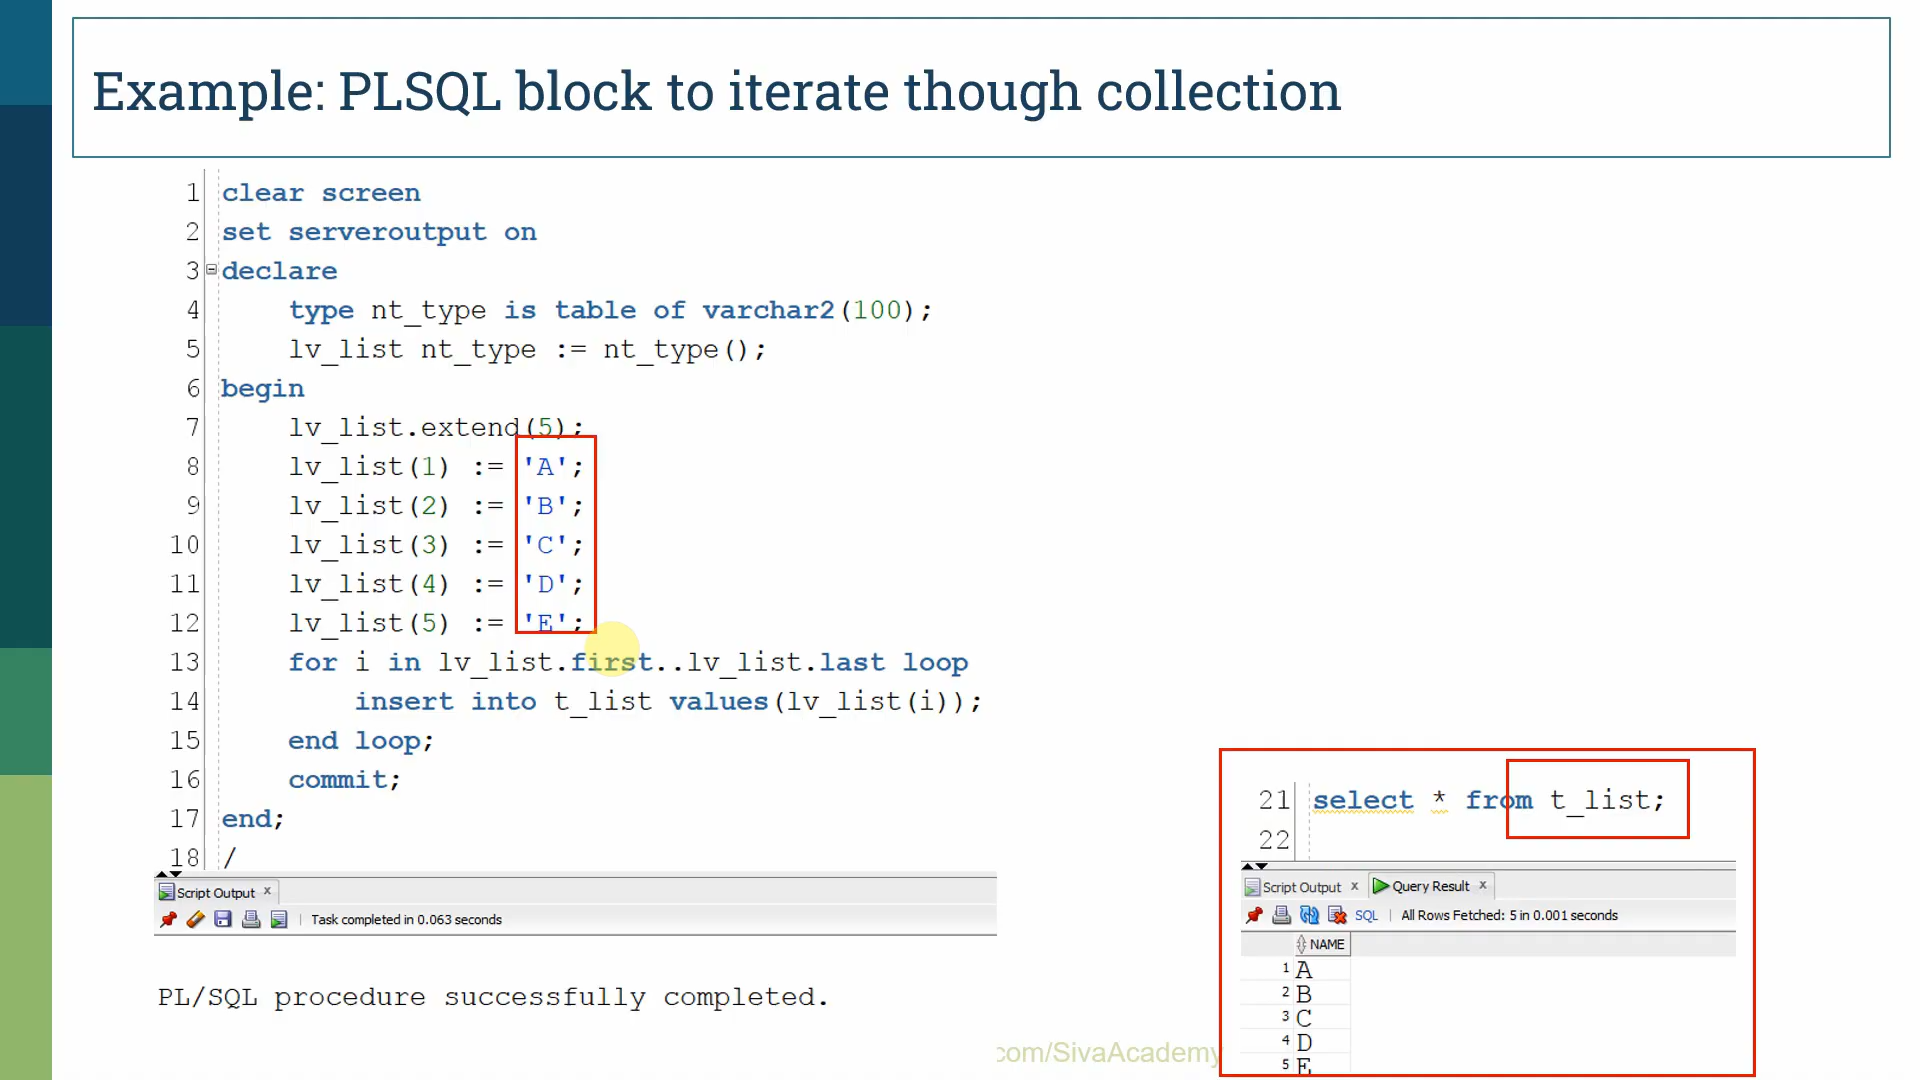 Example: PLSQL block to iterate though collection
1 clear screen
2 set serveroutput on
3 declare
4 type nt_type is table of varchar2(100);
5 lv_list nt_type := nt_type();
6 begin
7 lv_list.extend(5);
8 lv_list(1) := 'A';
9 lv_list(2) := 'B';
10 lv_list(3) := 'C';
11 lv_list(4) := 'D';
12 lv_list(5) := 'E';
13 for i in lv_list.first..lv_list.last loop
14 insert into t_list values(lv_list(i));
15 end loop;
16 commit;
17 end;
18 /
Script Output x
Task completed in 0.063 seconds
PL/SQL procedure successfully completed.
21 select * from t_list;
22
Script Output x Query Result x
SQL All Rows Fetched: 5 in 0.001 seconds
NAME
1 A
2 B
3 C
4 D
5 E
com/SivaAcademy